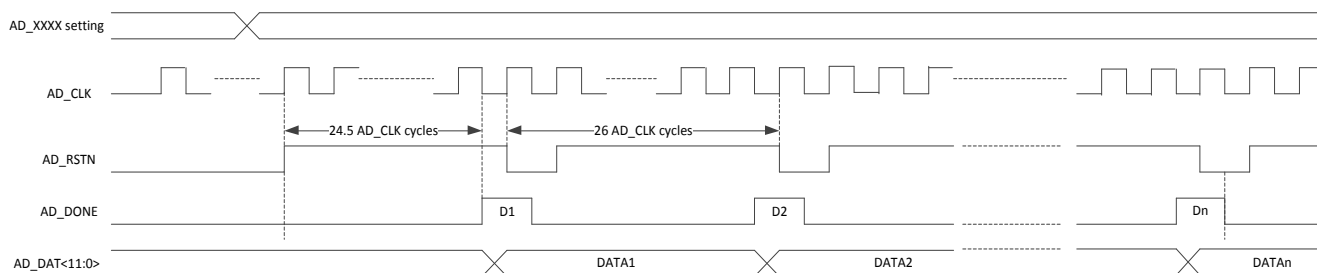 AD_XXXX setting
AD_CLK
24.5 AD_CLK cycles
26 AD_CLK cycles
AD_RSTN
AD_DONE
D1
D2
Dn
AD_DAT<11:0>
DATA1
DATA2
DATAn